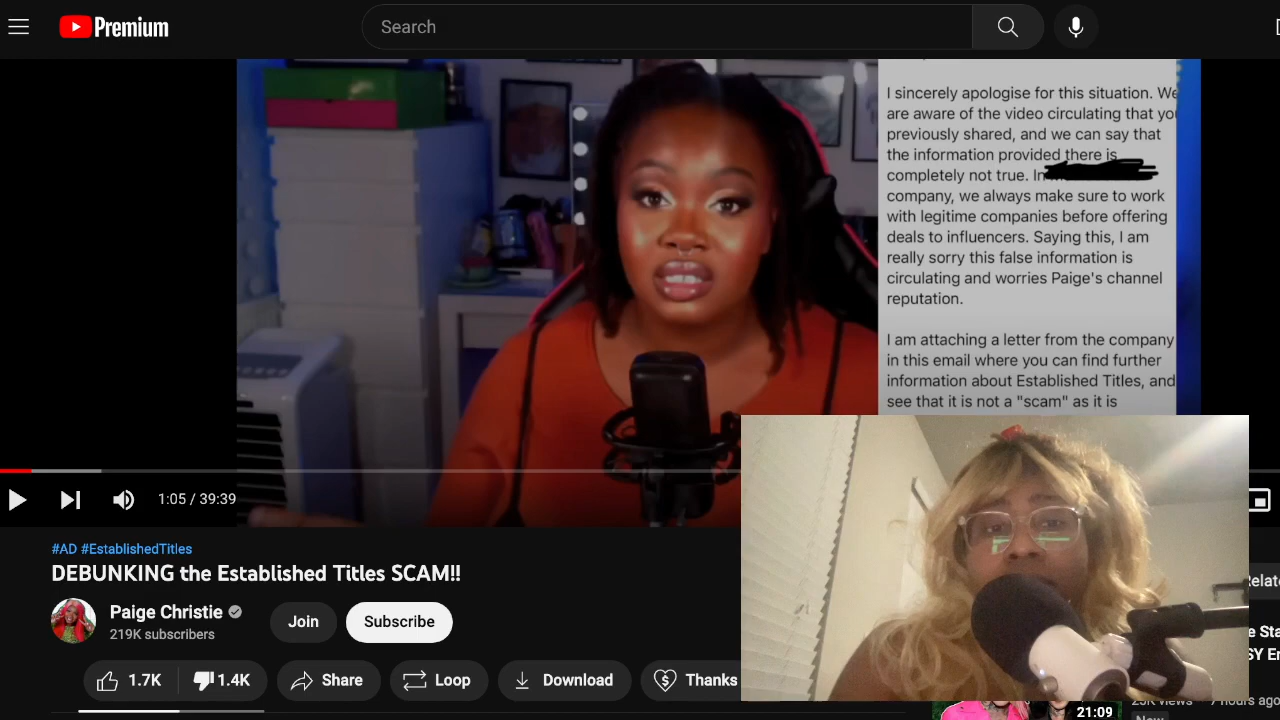 Premium
Search
I sincerely apologise for this situation. We
are aware of the video circulating that you
previously shared, and we can say that
the information provided there is
completely not true. In
company, we always make sure to work
with legitime companies before offering
deals to influencers. Saying this, I am
really sorry this false information is
circulating and worries Paige's channel
reputation.
I am attaching a letter from the company
in this email where you can find further
information about Established Titles, and
see that it is not a "scam" as it is
1:05 / 39:39
#AD #EstablishedTitles
DEBUNKING the Established Titles SCAM!!
Paige Christie
219K subscribers
Join
Subscribe
1.7K
1.4K
Share
Loop
Download
Thanks
21:09
7 hours ago
New